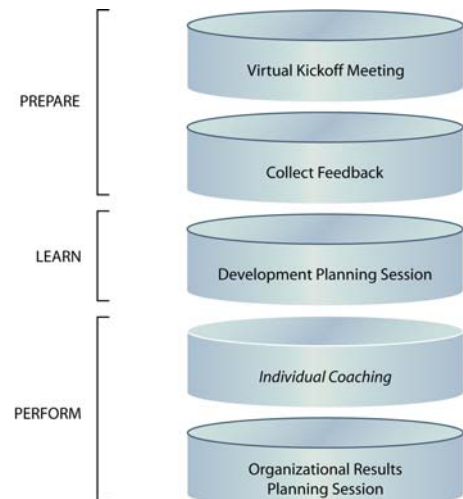 Virtual Kickoff Meeting
PREPARE
Collect Feedback
LEARN
Development Planning Session
Individual Coaching
PERFORM
Organizational Results
Planning Session